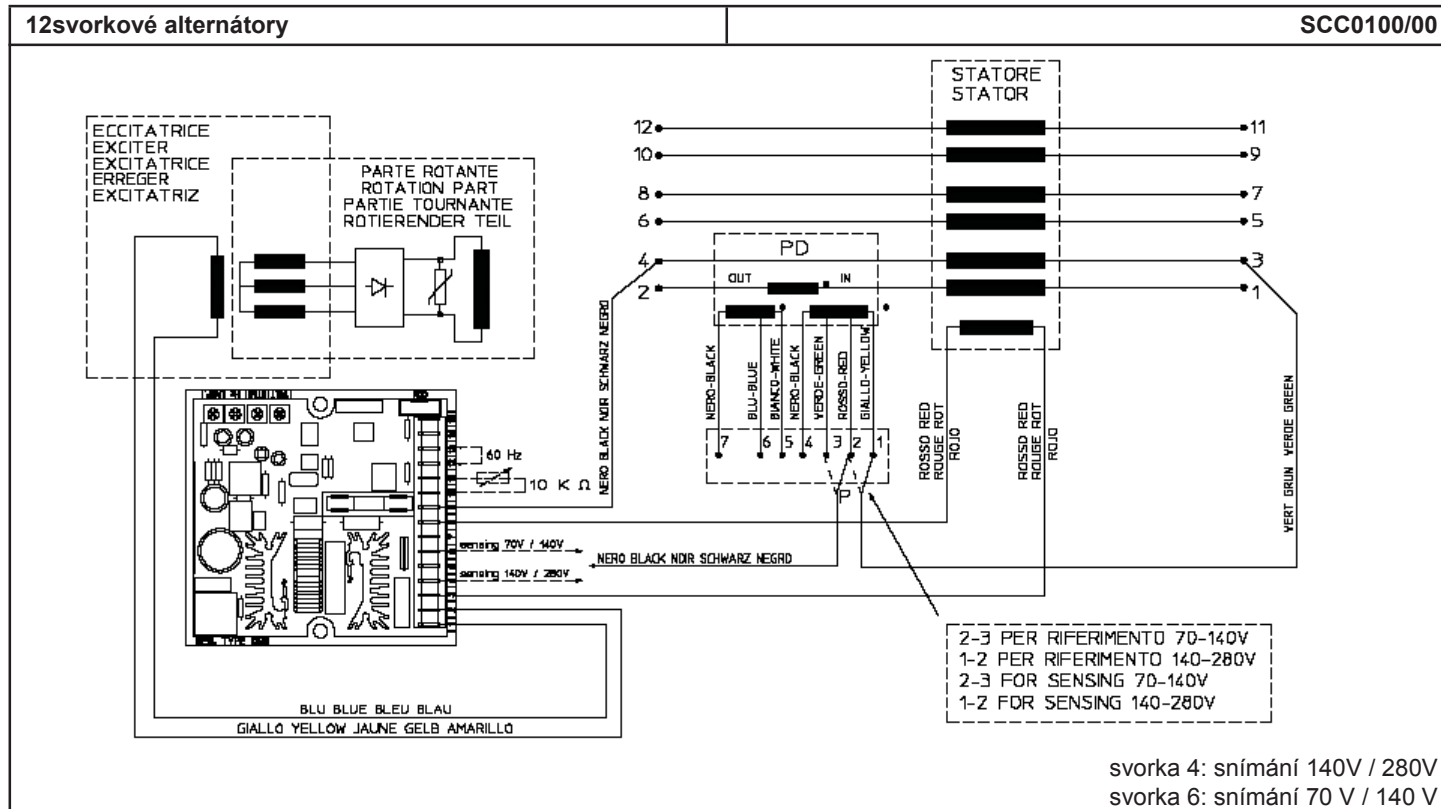 12svorkové alternátory
SCC0100/00
STATORE
STATOR
ECCITATRICE
EXCITER
EXCITATRICE
ERREGER
EXCITATRIZ
PARTE ROTANTE
ROTATION PART
PARTIE TOURNANTE
ROTIERENDER TEIL
12
11
10
9
8
7
6
5
4
3
2
1
PD
OUT
IN
NERO-BLACK
BLU-BLUE
BIANCO-WHITE
NERO-BLACK
VERDE-GREEN
ROSSO-RED
GIALLO-YELLOW
7 6 5 4 3 2 1
P
NERO BLACK NOIR SCHWARZ NEGRO
60 Hz
10 K Ω
ROSSO RED
ROUGE ROT
ROJO
ROSSO RED
ROUGE ROT
ROJO
VERT GRUN VERDE GREEN
sensing 70V / 140V
NERO BLACK NOIR SCHWARZ NEGRO
sensing 140V / 280V
2-3 PER RIFERIMENTO 70-140V
1-2 PER RIFERIMENTO 140-280V
2-3 FOR SENSING 70-140V
1-2 FOR SENSING 140-280V
BLU BLUE BLEU BLAU
GIALLO YELLOW JAUNE GELB AMARILLO
svorka 4: snímání 140V / 280V
svorka 6: snímání 70 V / 140 V